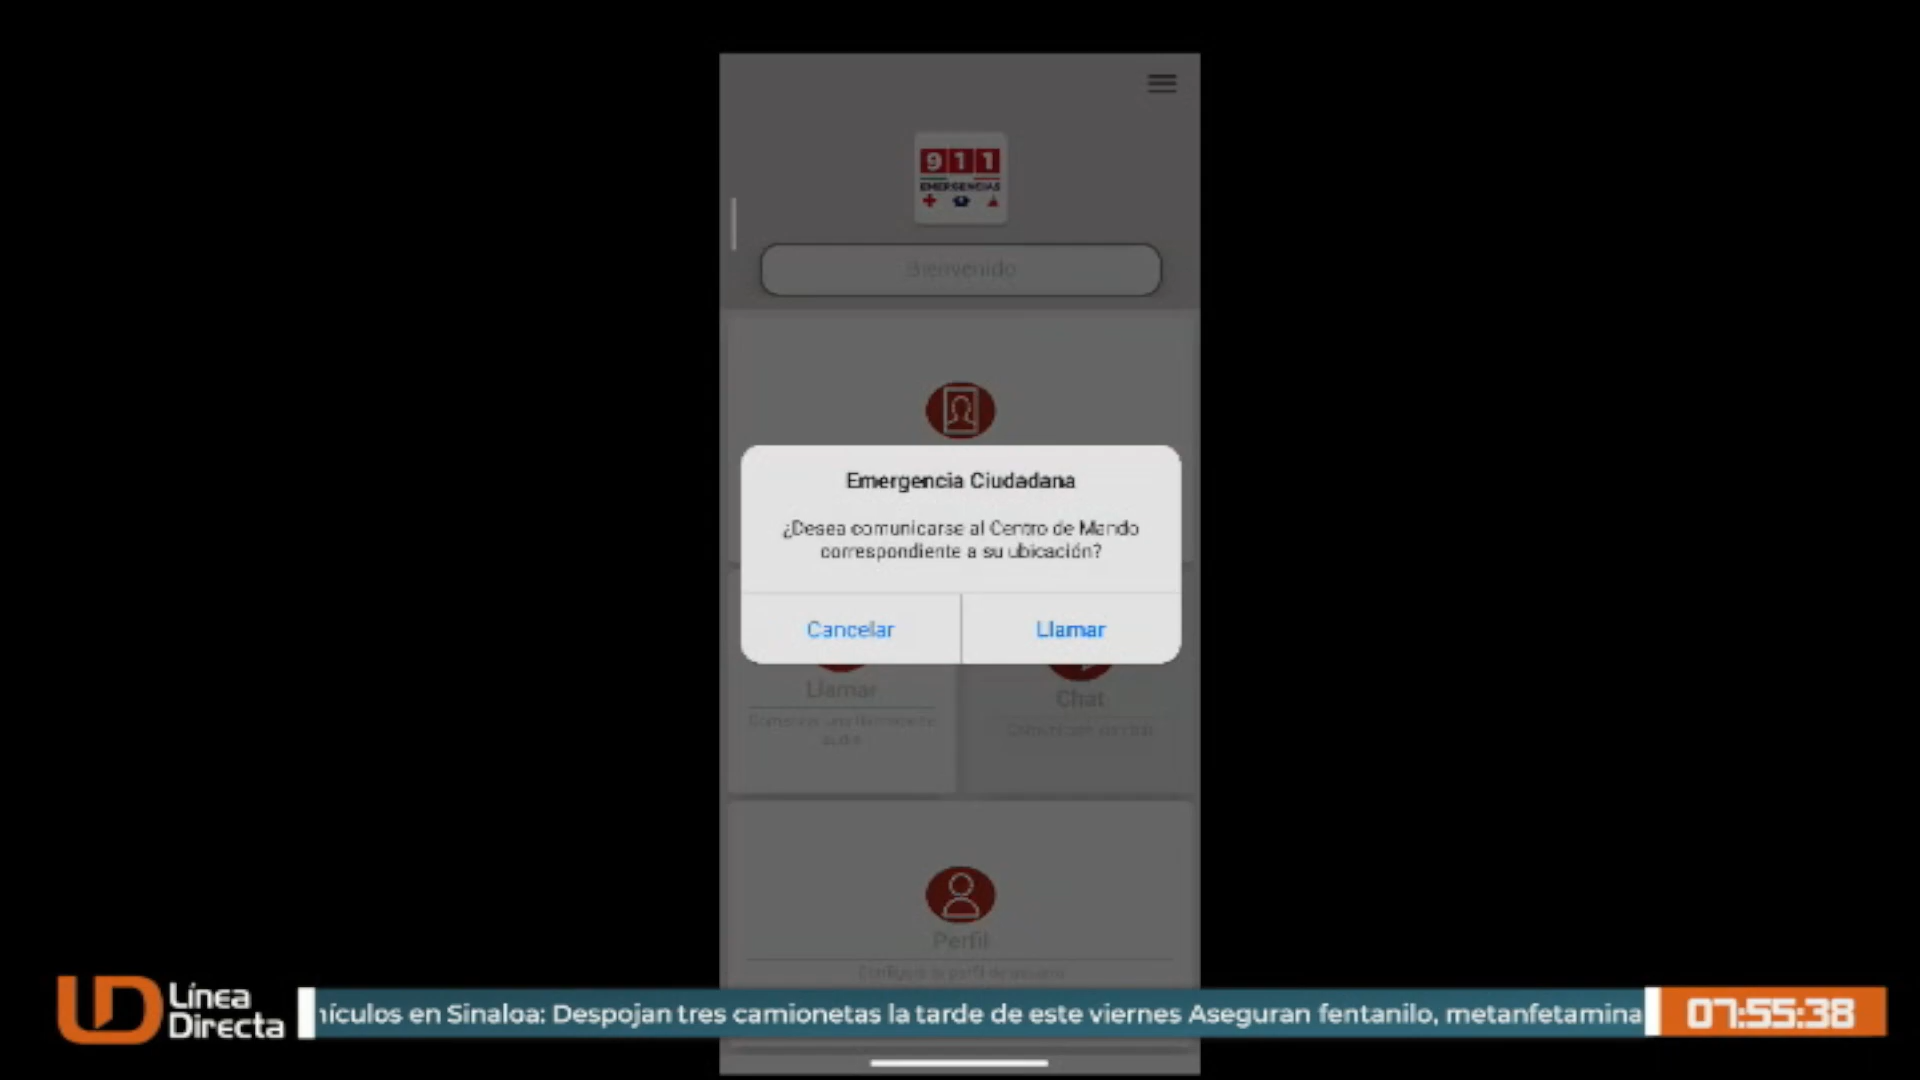 911
EMERGENCIAS
Bienvenido
Emergencia Ciudadana
¿Desea comunicarse al Centro de Mando
correspondiente a su ubicación?
Cancelar
Llamar
Llamar
Chat
Perfil
Línea
Directa
hículos en Sinaloa: Despojan tres camionetas la tarde de este viernes Aseguran fentanilo, metanfetamina
07:55:38